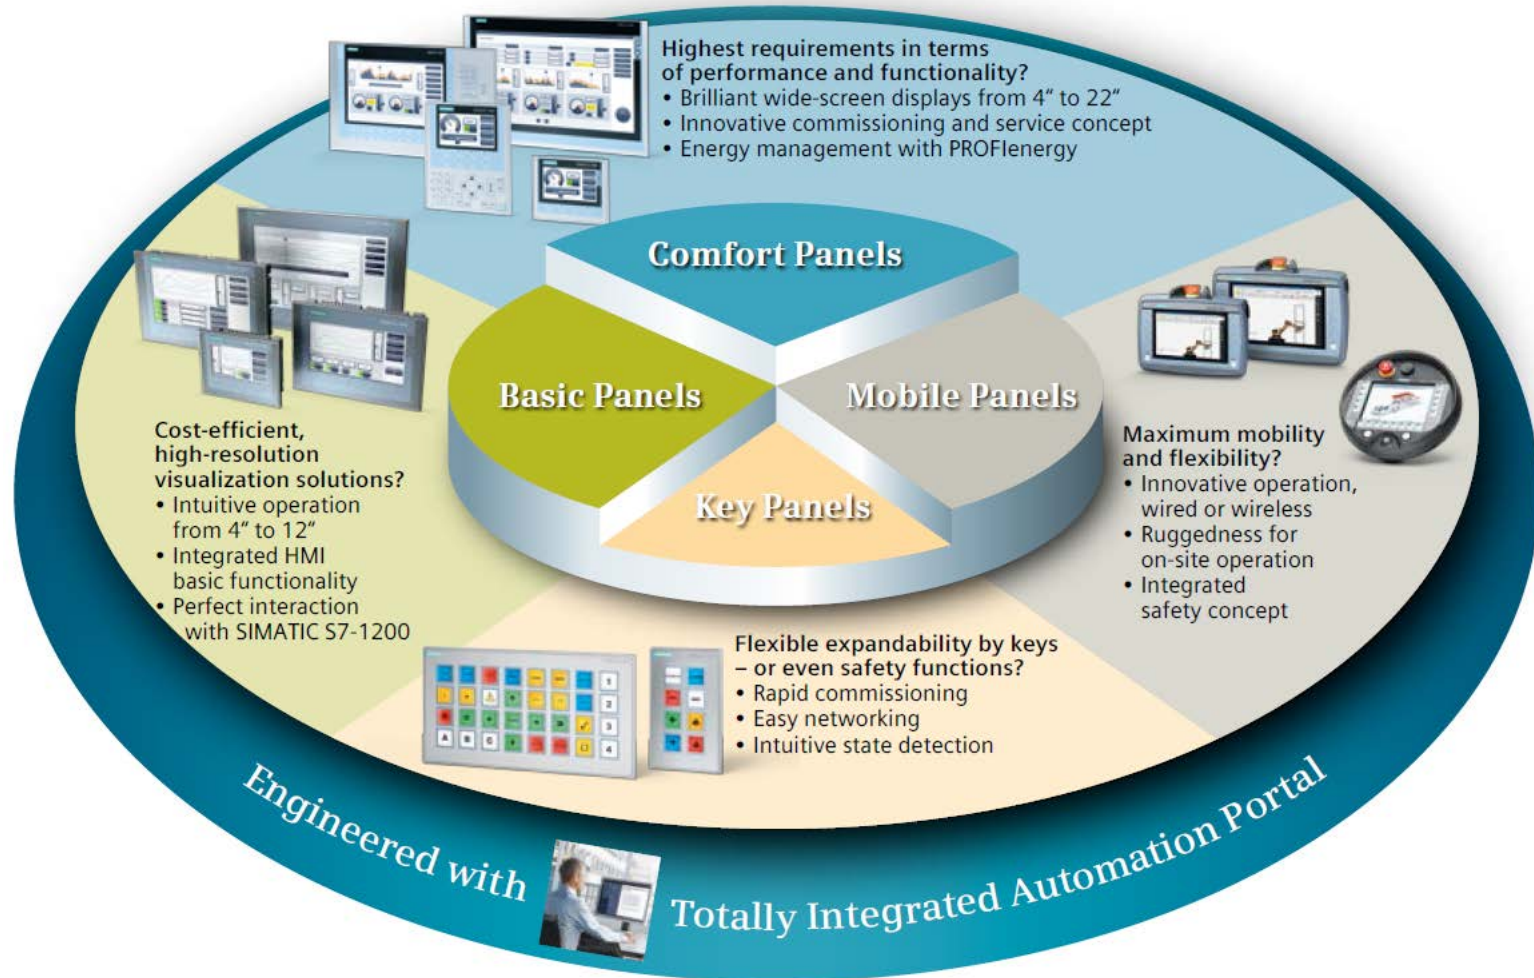 Highest requirements in terms
of performance and functionality?
• Brilliant wide-screen displays from 4“ to 22“
• Innovative commissioning and service concept
• Energy management with PROFIenergy
Comfort Panels
Basic Panels
Mobile Panels
Key Panels
Cost-efficient,
high-resolution
visualization solutions?
• Intuitive operation
from 4“ to 12“
• Integrated HMI
basic functionality
• Perfect interaction
with SIMATIC S7-1200
Maximum mobility
and flexibility?
• Innovative operation,
wired or wireless
• Ruggedness for
on-site operation
• Integrated
safety concept
Flexible expandability by keys
– or even safety functions?
• Rapid commissioning
• Easy networking
• Intuitive state detection
1
2
3
A B C 4
Engineered with Totally Integrated Automation Portal